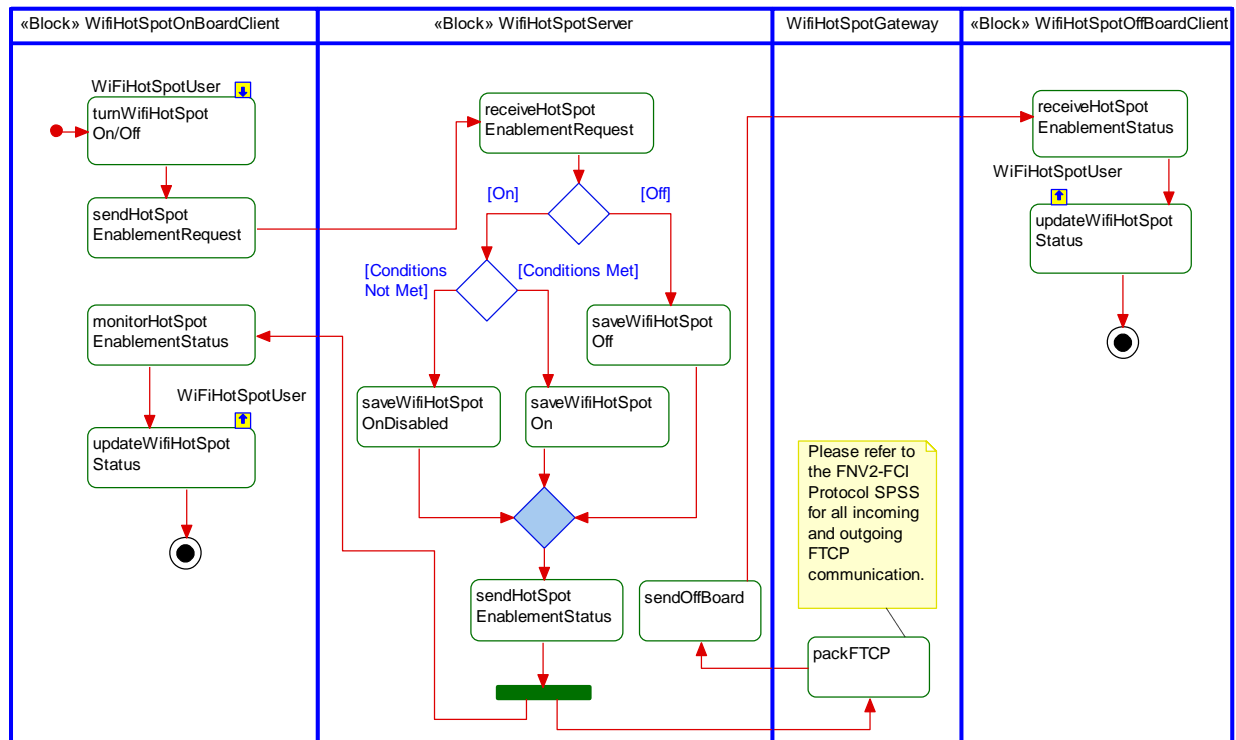 «Block» WifiHotSpotOnBoardClient
«Block» WifiHotSpotServer
WifiHotSpotGateway
«Block» WifiHotSpotOffBoardClient
WiFiHotSpotUser
turnWifiHotSpot
On/Off
sendHotSpot
EnablementRequest
monitorHotSpot
EnablementStatus
WiFiHotSpotUser
updateWifiHotSpot
Status
receiveHotSpot
EnablementRequest
[On]
[Off]
[Conditions
Not Met]
[Conditions Met]
saveWifiHotSpot
Off
saveWifiHotSpot
OnDisabled
saveWifiHotSpot
On
sendHotSpot
EnablementStatus
sendOffBoard
Please refer to
the FNV2-FCI
Protocol SPSS
for all incoming
and outgoing
FTCP
communication.
packFTCP
receiveHotSpot
EnablementStatus
WiFiHotSpotUser
updateWifiHotSpot
Status